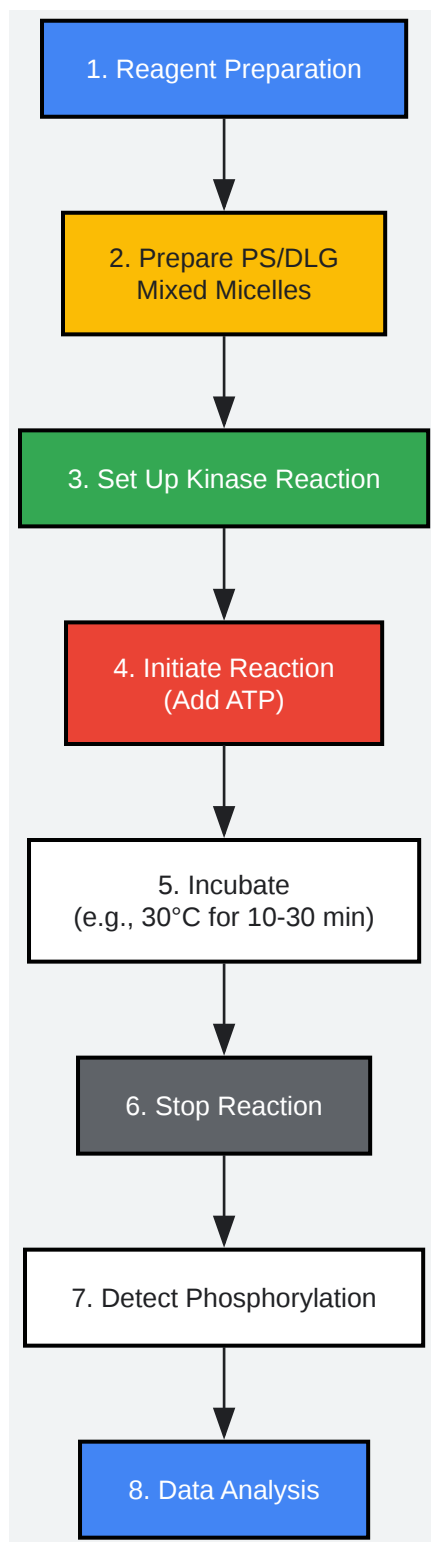 1. Reagent Preparation
2. Prepare PS/DLG
Mixed Micelles
3. Set Up Kinase Reaction
4. Initiate Reaction
(Add ATP)
5. Incubate
(e.g., 30°C for 10-30 min)
6. Stop Reaction
7. Detect Phosphorylation
8. Data Analysis